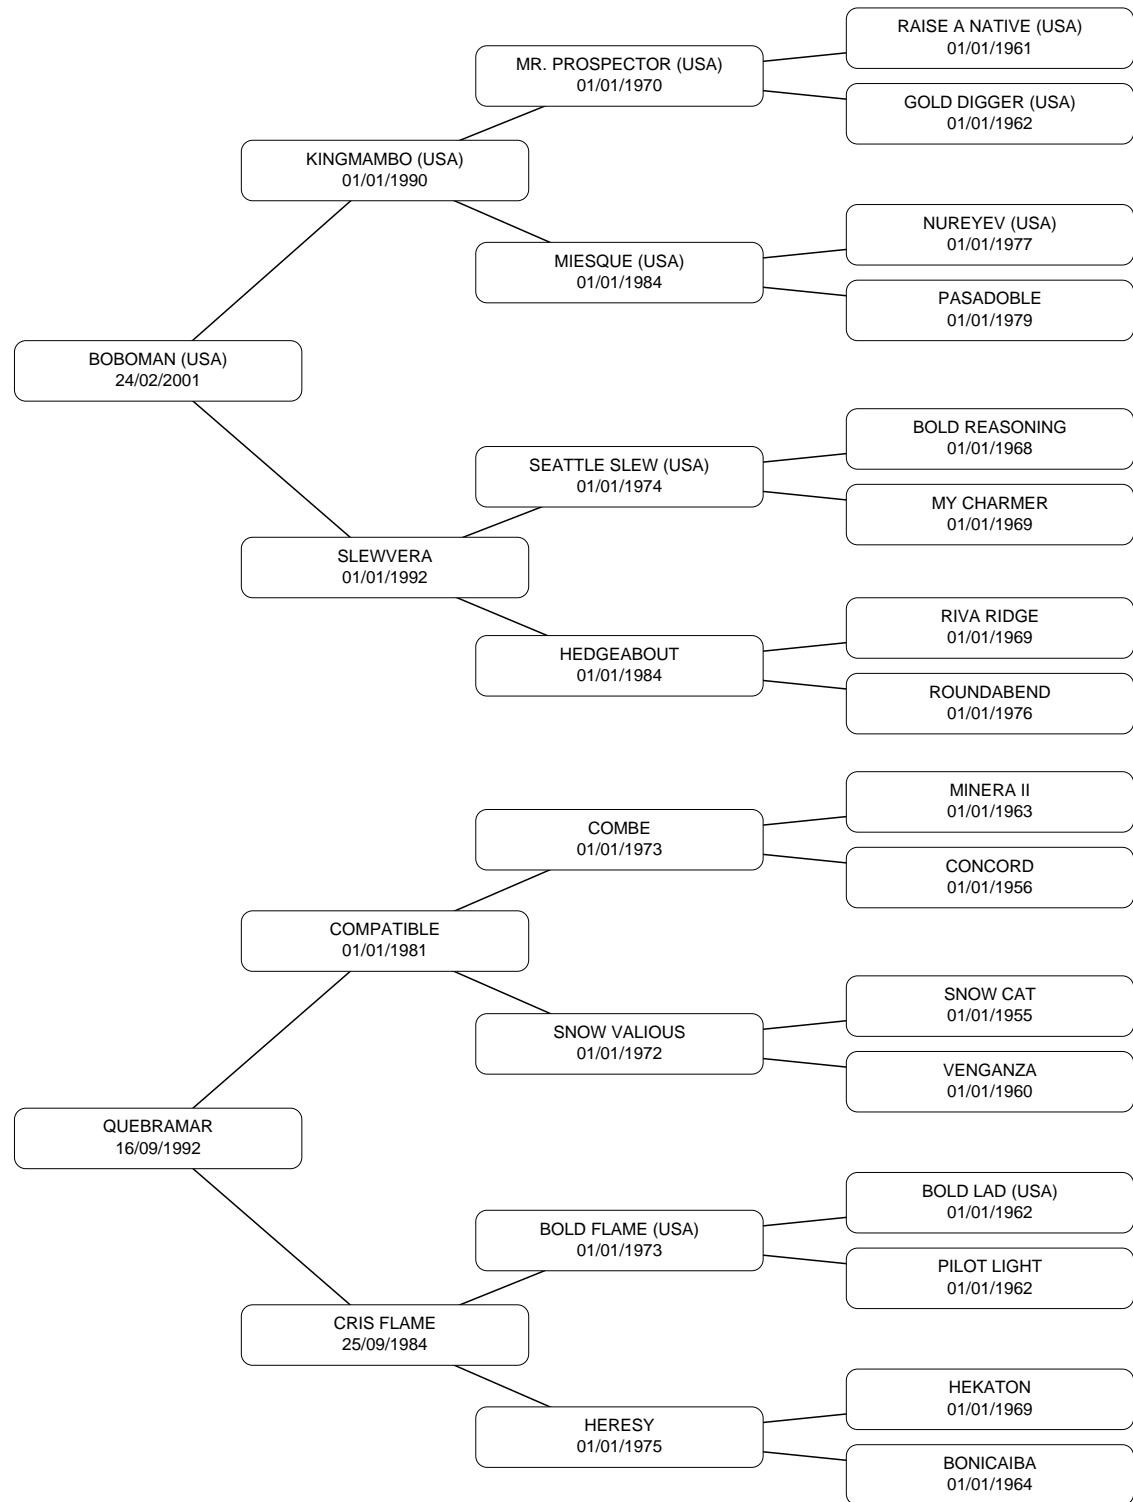 RAISE A NATIVE (USA)
01/01/1961
MR. PROSPECTOR (USA)
01/01/1970
GOLD DIGGER (USA)
01/01/1962
KINGMAMBO (USA)
01/01/1990
NUREYEV (USA)
01/01/1977
MIESQUE (USA)
01/01/1984
PASADOBLE
01/01/1979
BOBOMAN (USA)
24/02/2001
BOLD REASONING
01/01/1968
SEATTLE SLEW (USA)
01/01/1974
MY CHARMER
01/01/1969
SLEWVERA
01/01/1992
RIVA RIDGE
01/01/1969
HEDGEABOUT
01/01/1984
ROUNDABEND
01/01/1976
MINERA II
01/01/1963
COMBE
01/01/1973
CONCORD
01/01/1956
COMPATIBLE
01/01/1981
SNOW CAT
01/01/1955
SNOW VALIOUS
01/01/1972
VENGANZA
01/01/1960
QUEBRAMAR
16/09/1992
BOLD LAD (USA)
01/01/1962
BOLD FLAME (USA)
01/01/1973
PILOT LIGHT
01/01/1962
CRIS FLAME
25/09/1984
HEKATON
01/01/1969
HERESY
01/01/1975
BONICAIBA
01/01/1964